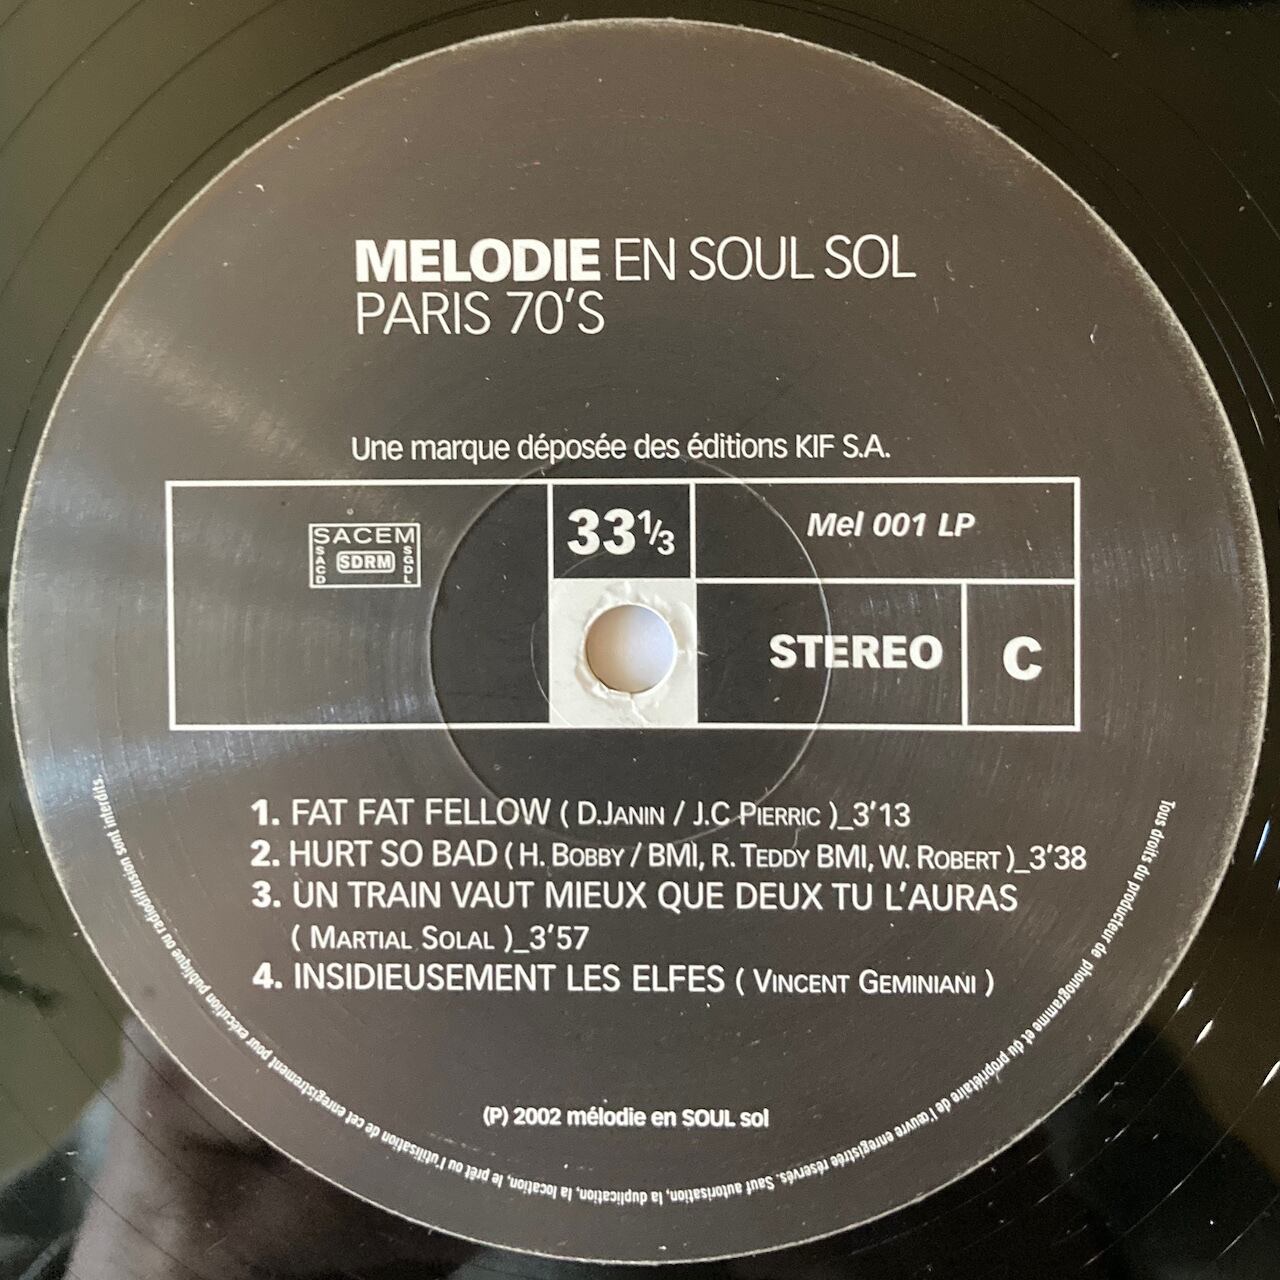 MELODIE EN SOUL SOL
PARIS 70'S
Une marque déposée des éditions KIF S.A.
SACEM
SACD
SDRM
SGDL
33 1/3
Mel 001 LP
STEREO
C
1. FAT FAT FELLOW ( D.JANIN / J.C PIERRIC )_3'13
2. HURT SO BAD ( H. BOBBY / BMI, R. TEDDY BMI, W. ROBERT )_3'38
3. UN TRAIN VAUT MIEUX QUE DEUX TU L'AURAS
( MARTIAL SOLAL )_3'57
4. INSIDIEUSEMENT LES ELFES ( VINCENT GEMINIANI )
(P) 2002 mélodie en SOUL sol
Tous droits du producteur de phonogramme et du propriétaire de l'œuvre enregistrée réservés. Sauf autorisation, la duplication, la location, le prêt ou l'utilisation de cet enregistrement pour exécution publique ou radiodiffusion sont interdits.